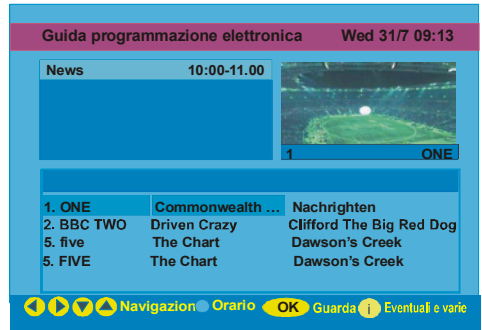 Guida programmazione elettronica Wed 31/7 09:13
News 10:00-11.00
1 ONE
1. ONE Commonwealth ... Nachrighten
2. BBC TWO Driven Crazy Clifford The Big Red Dog
5. five The Chart Dawson's Creek
5. FIVE The Chart Dawson's Creek
Navigazion Orario OK Guarda i Eventuali e varie